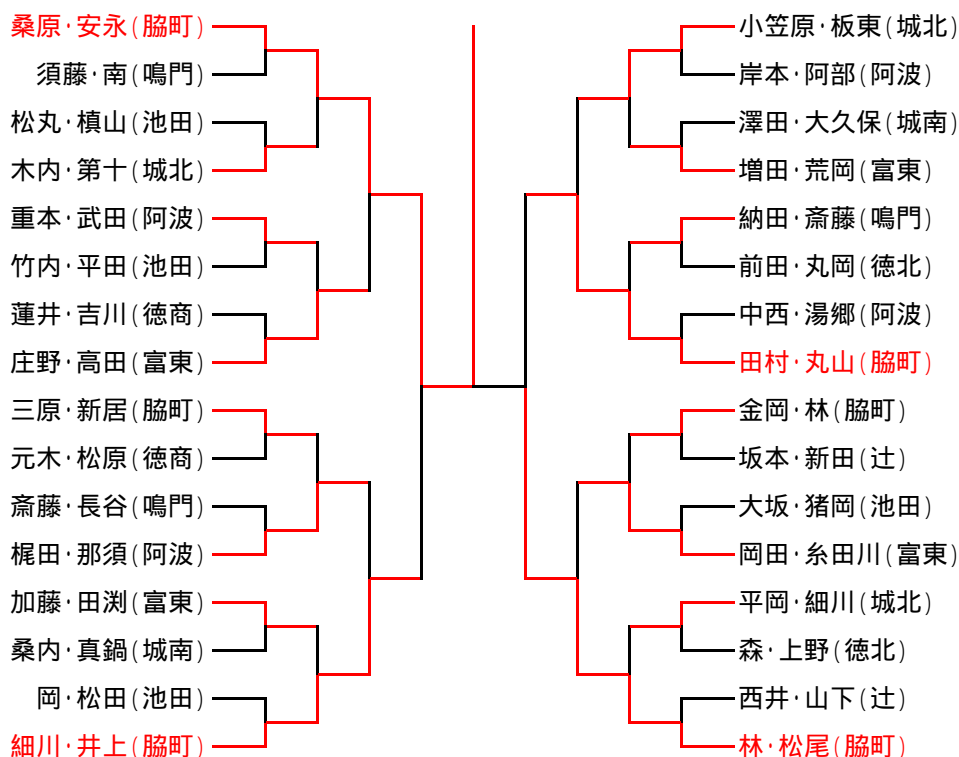 桑原·安永(脇町)
須藤·南(鳴門)
松丸·槙山(池田)
木内·第十(城北)
重本·武田(阿波)
竹内·平田(池田)
蓮井·吉川(徳商)
庄野·高田(富東)
三原·新居(脇町)
元木·松原(徳商)
斎藤·長谷(鳴門)
梶田·那須(阿波)
加藤·田渕(富東)
桑内·真鍋(城南)
岡·松田(池田)
細川·井上(脇町)
小笠原·板東(城北)
岸本·阿部(阿波)
澤田·大久保(城南)
増田·荒岡(富東)
納田·斎藤(鳴門)
前田·丸岡(徳北)
中西·湯郷(阿波)
田村·丸山(脇町)
金岡·林(脇町)
坂本·新田(辻)
大坂·猪岡(池田)
岡田·糸田川(富東)
平岡·細川(城北)
森·上野(徳北)
西井·山下(辻)
林·松尾(脇町)